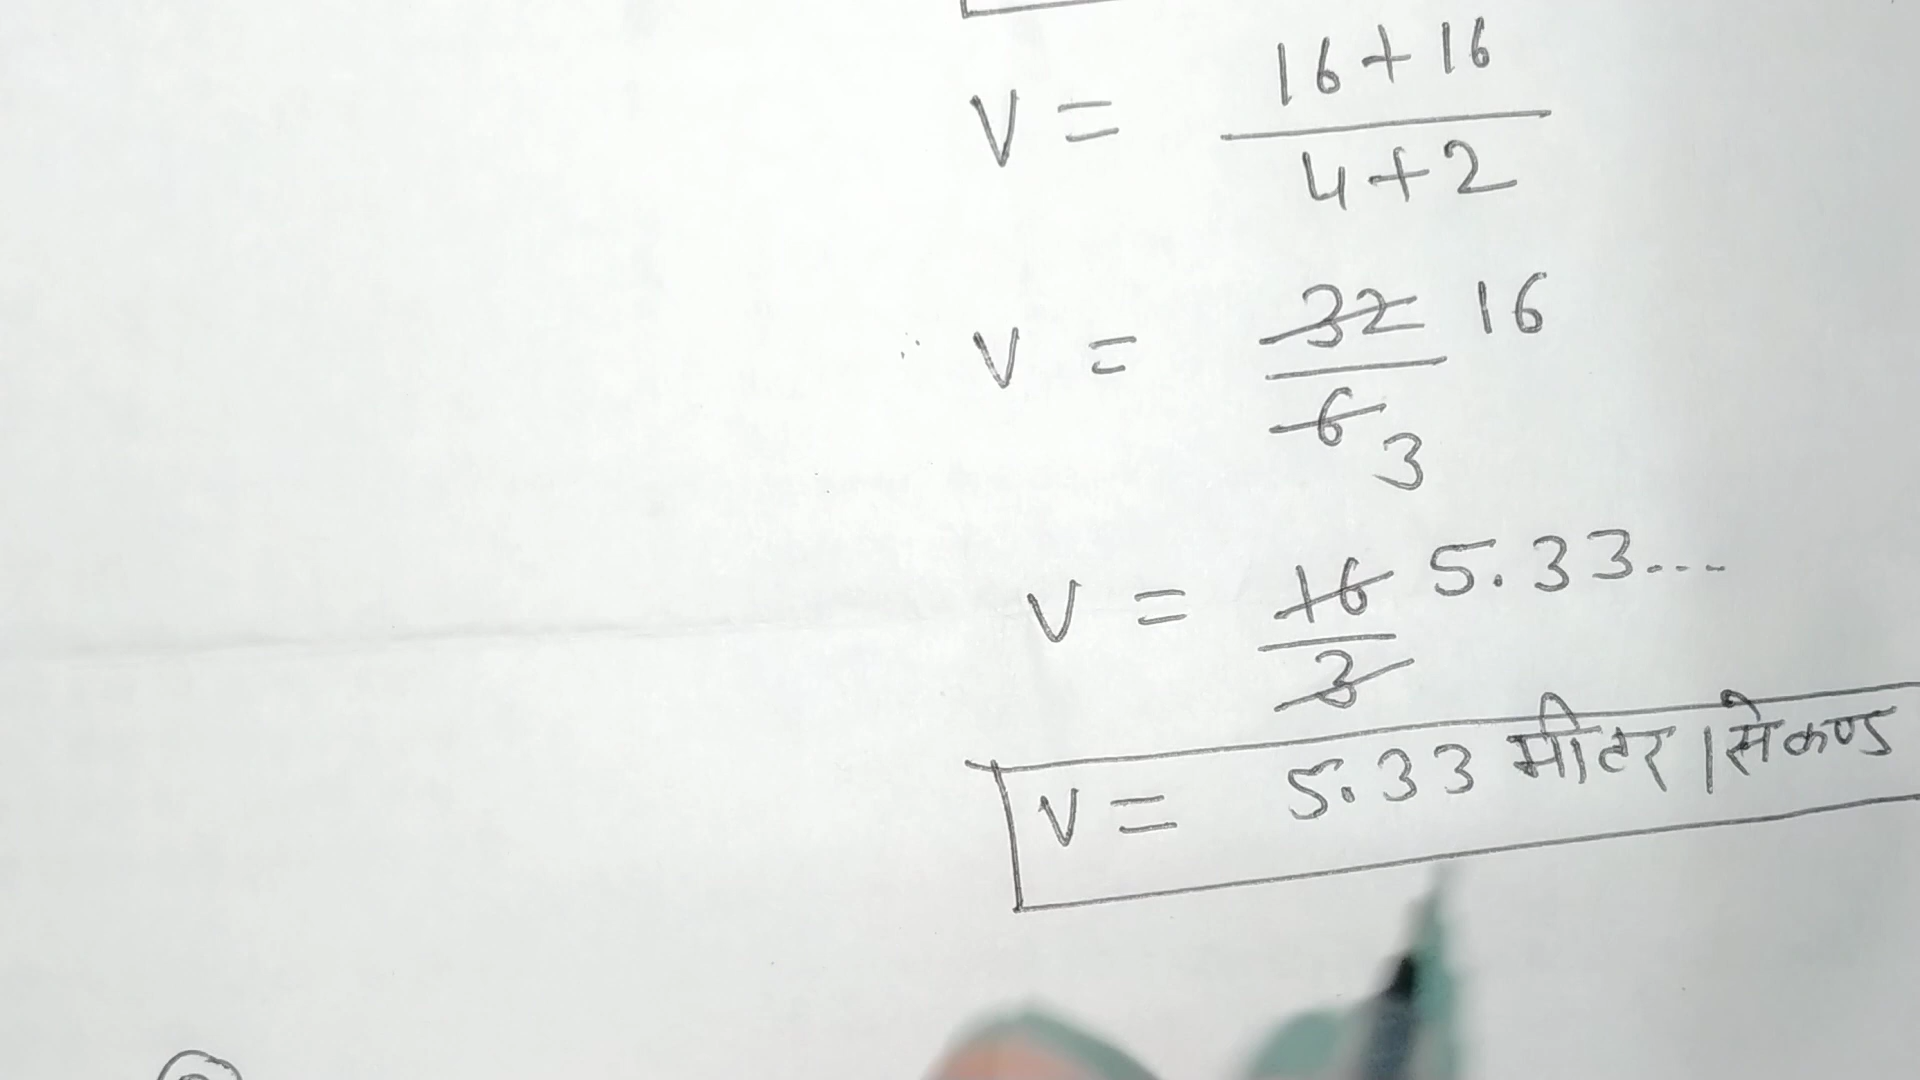 V = 16+16
4+2
V = 32 16
6 3
V = 16 5.33...
3
V = 5.33 मीटर/सेकण्ड